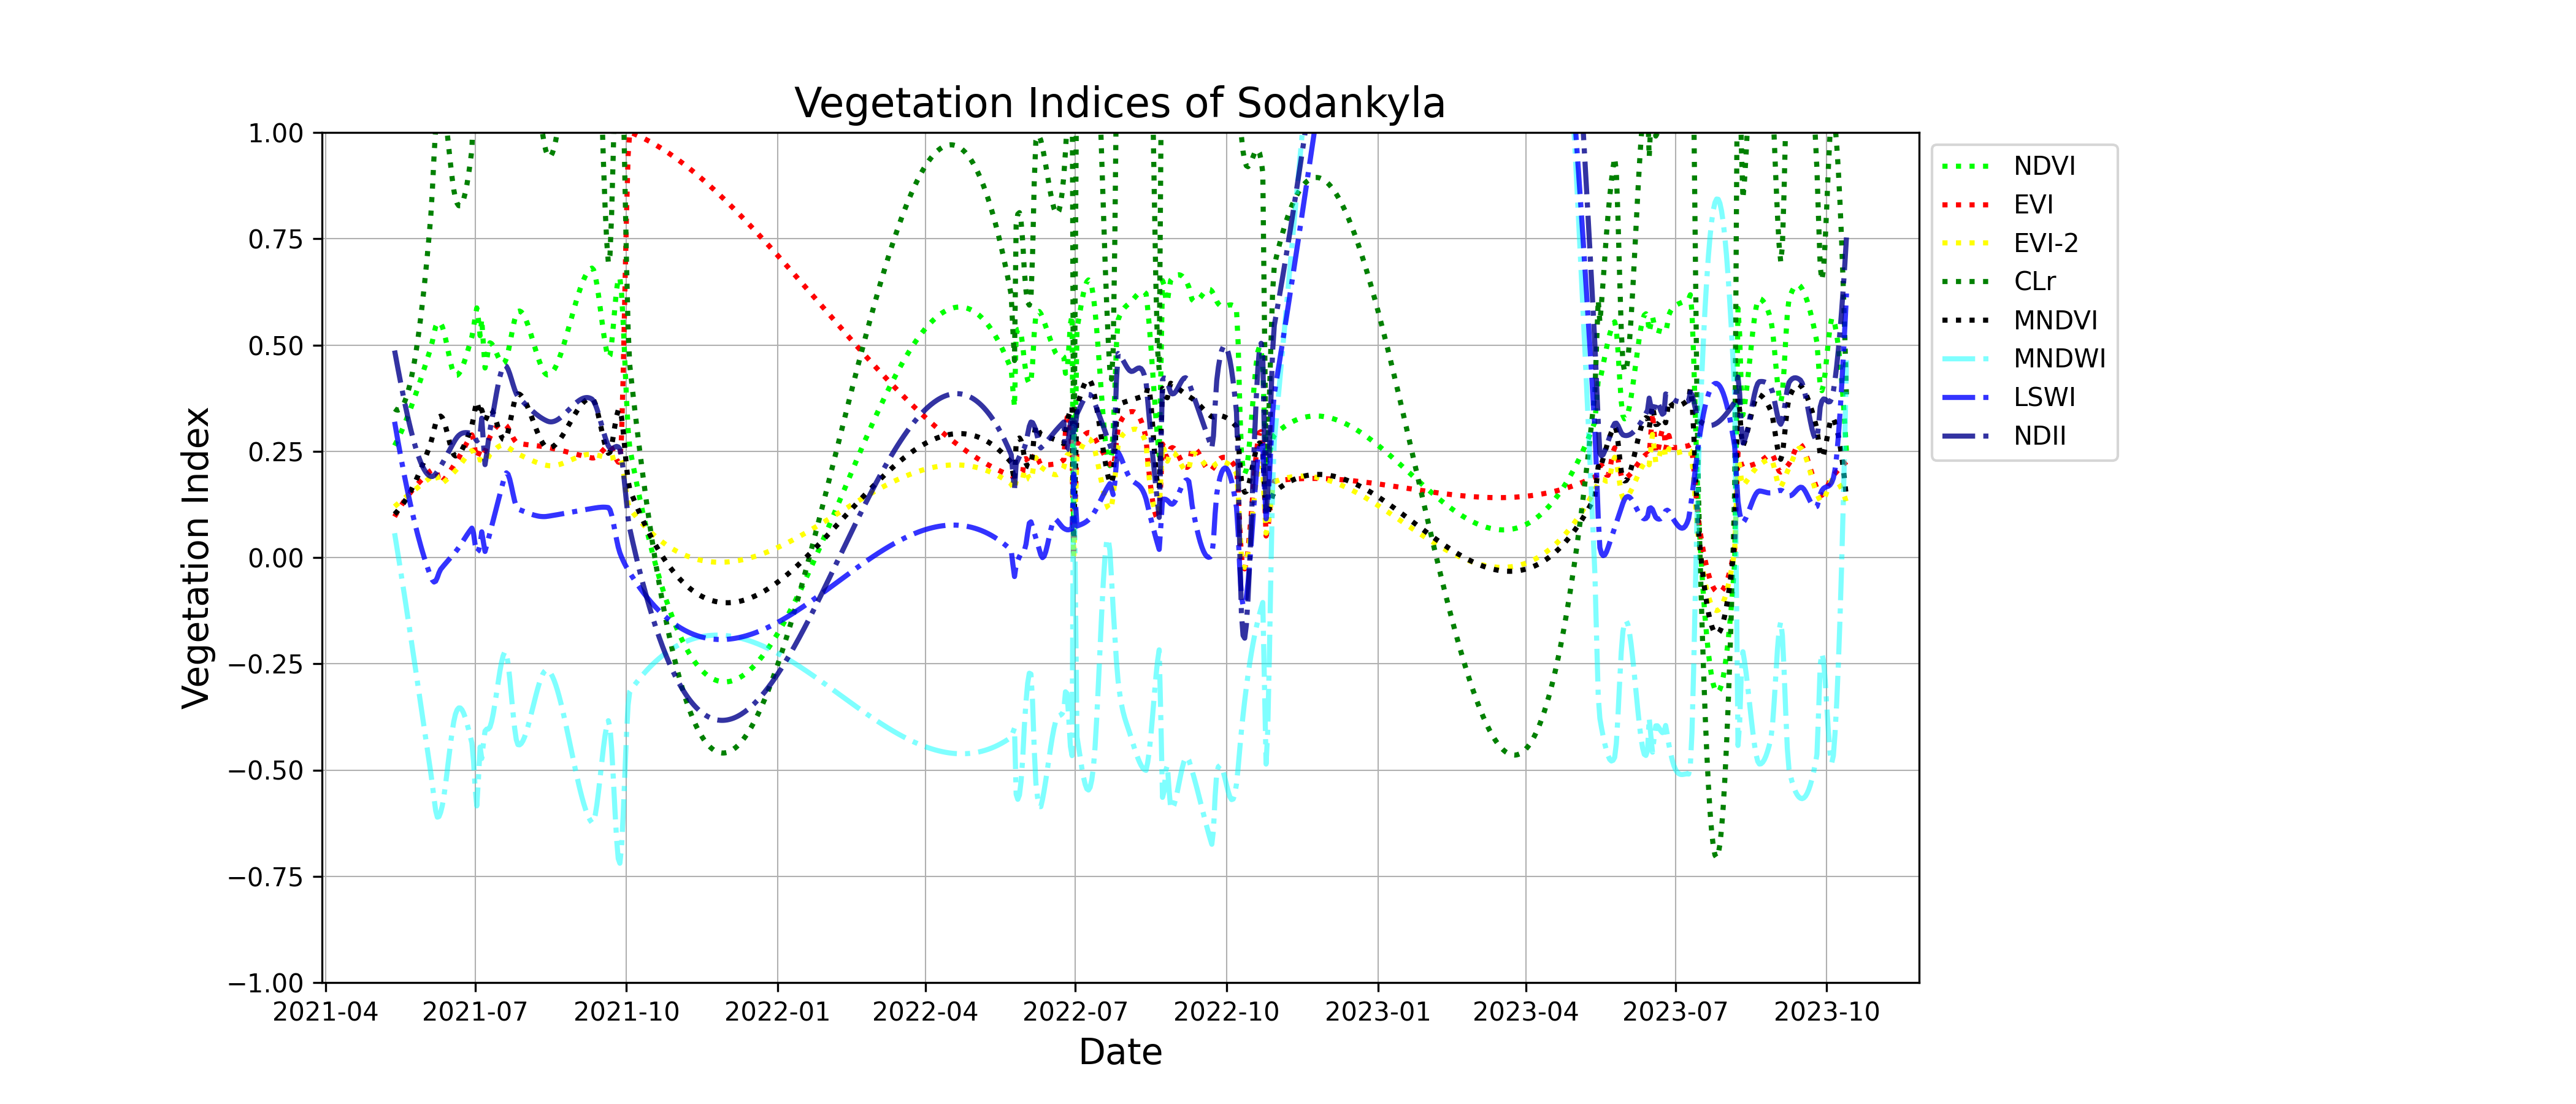 Vegetation Indices of Sodankyla
1.00
0.75
0.50
0.25
0.00
−0.25
−0.50
−0.75
−1.00
Vegetation Index
2021-04 2021-07 2021-10 2022-01 2022-04 2022-07 2022-10 2023-01 2023-04 2023-07 2023-10
Date
NDVI
EVI
EVI-2
CLr
MNDVI
MNDWI
LSWI
NDII